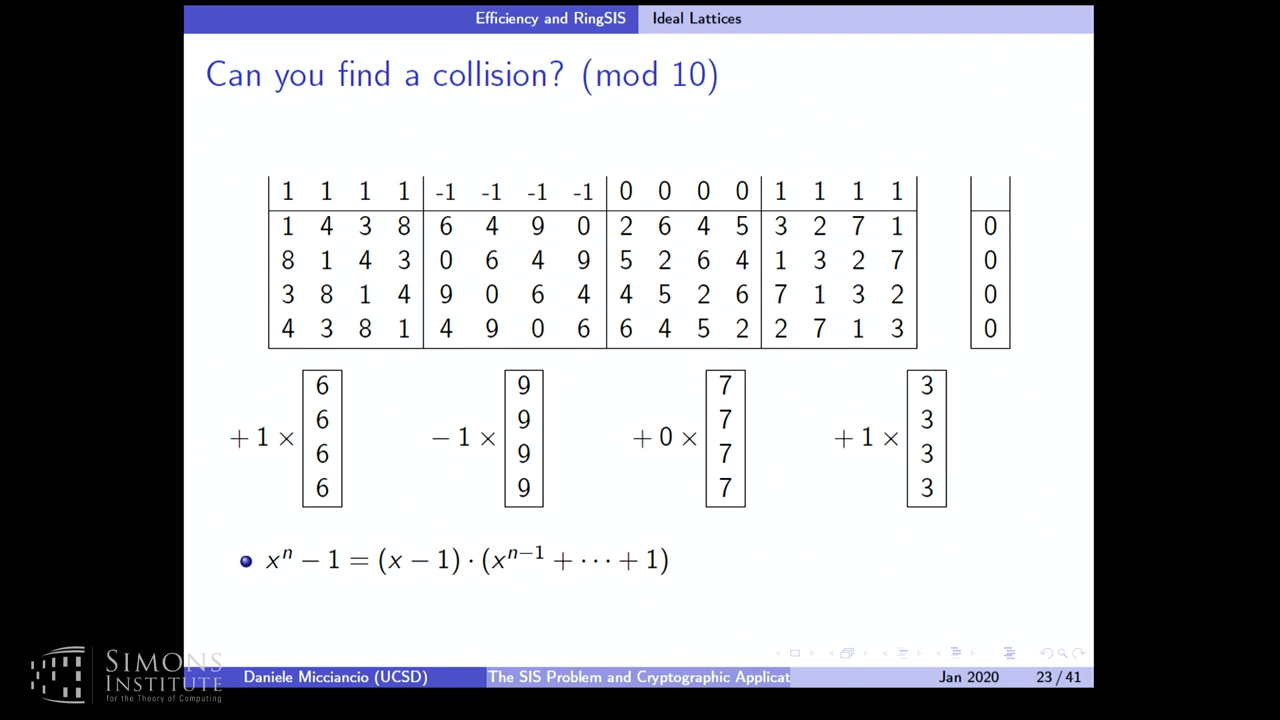 Efficiency and RingSIS Ideal Lattices
Can you find a collision? (mod 10)
1 1 1 1 -1 -1 -1 -1 0 0 0 0 1 1 1 1
1 4 3 8 6 4 9 0 2 6 4 5 3 2 7 1 0
8 1 4 3 0 6 4 9 5 2 6 4 1 3 2 7 0
3 8 1 4 9 0 6 4 4 5 2 6 7 1 3 2 0
4 3 8 1 4 9 0 6 6 4 5 2 2 7 1 3 0
6 9 7 3
6 9 7 3
+ 1 × − 1 × + 0 × + 1 ×
6 9 7 3
6 9 7 3
xⁿ − 1 = (x − 1) · (xⁿ⁻¹ + ··· + 1)
SIMONS
INSTITUTE
for the Theory of Computing
Daniele Micciancio (UCSD) The SIS Problem and Cryptographic Applicat Jan 2020 23 / 41